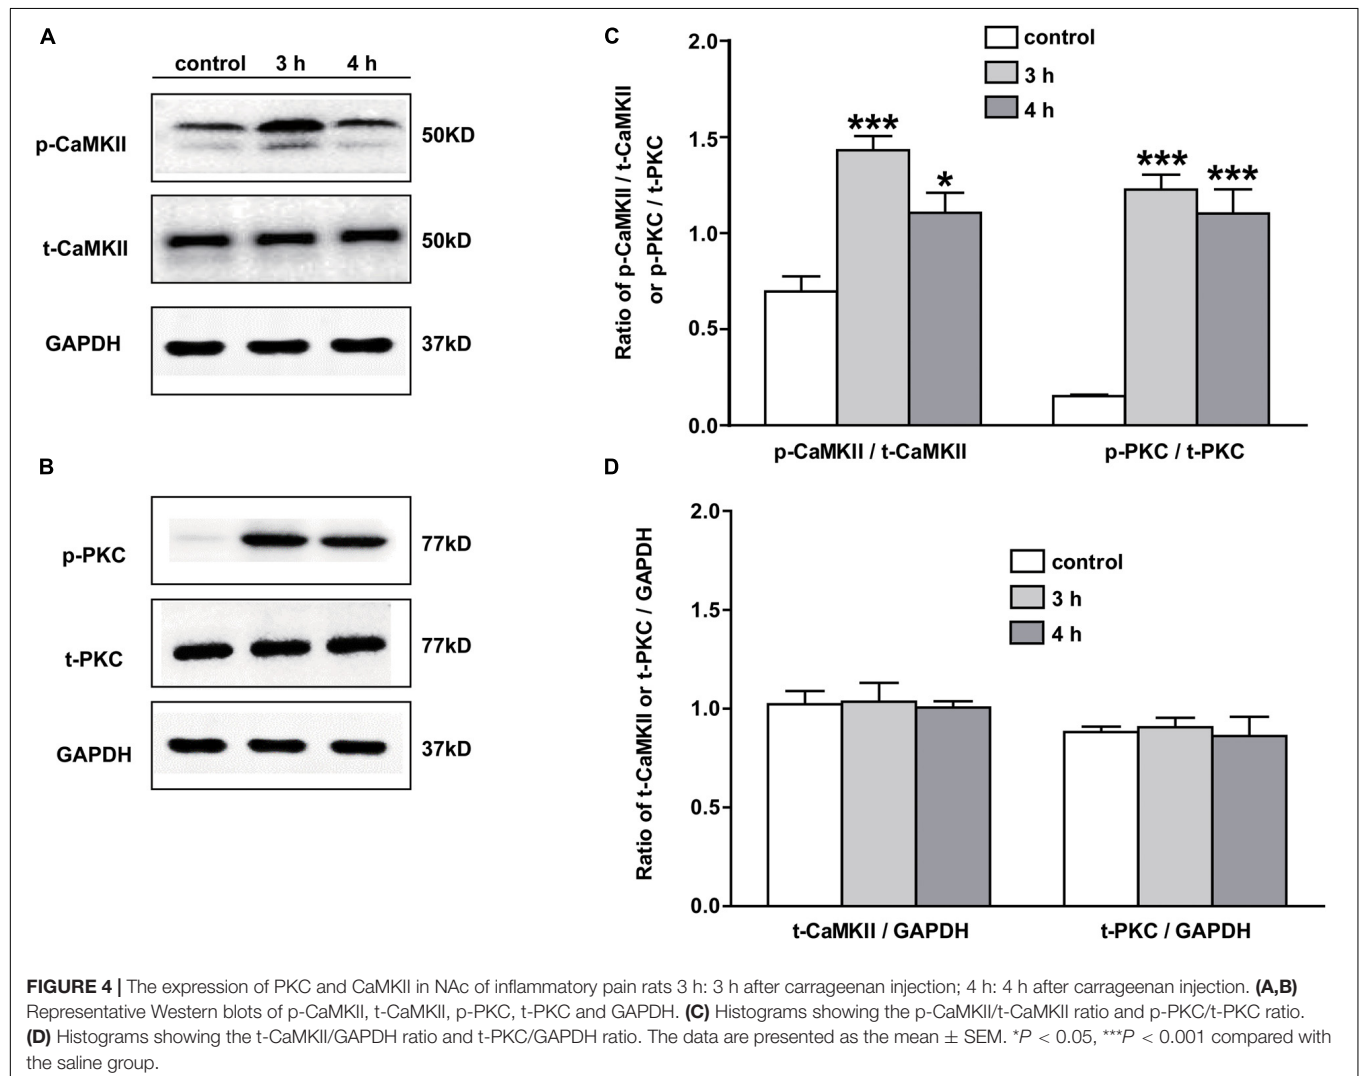 A
control 3 h 4 h
p-CaMKII
50KD
t-CaMKII
50kD
GAPDH
37kD
B
p-PKC
77kD
t-PKC
77kD
GAPDH
37kD
C
Ratio of p-CaMKII / t-CaMKII
or p-PKC / t-PKC
2.0
1.5
1.0
0.5
0.0
control
3 h
4 h
***
*
***
***
p-CaMKII / t-CaMKII
p-PKC / t-PKC
D
Ratio of t-CaMKII or t-PKC / GAPDH
2.0
1.5
1.0
0.5
0.0
control
3 h
4 h
t-CaMKII / GAPDH
t-PKC / GAPDH
FIGURE 4 | The expression of PKC and CaMKII in NAc of inflammatory pain rats 3 h: 3 h after carrageenan injection; 4 h: 4 h after carrageenan injection. (A,B)
Representative Western blots of p-CaMKII, t-CaMKII, p-PKC, t-PKC and GAPDH. (C) Histograms showing the p-CaMKII/t-CaMKII ratio and p-PKC/t-PKC ratio.
(D) Histograms showing the t-CaMKII/GAPDH ratio and t-PKC/GAPDH ratio. The data are presented as the mean ± SEM. *P < 0.05, ***P < 0.001 compared with
the saline group.